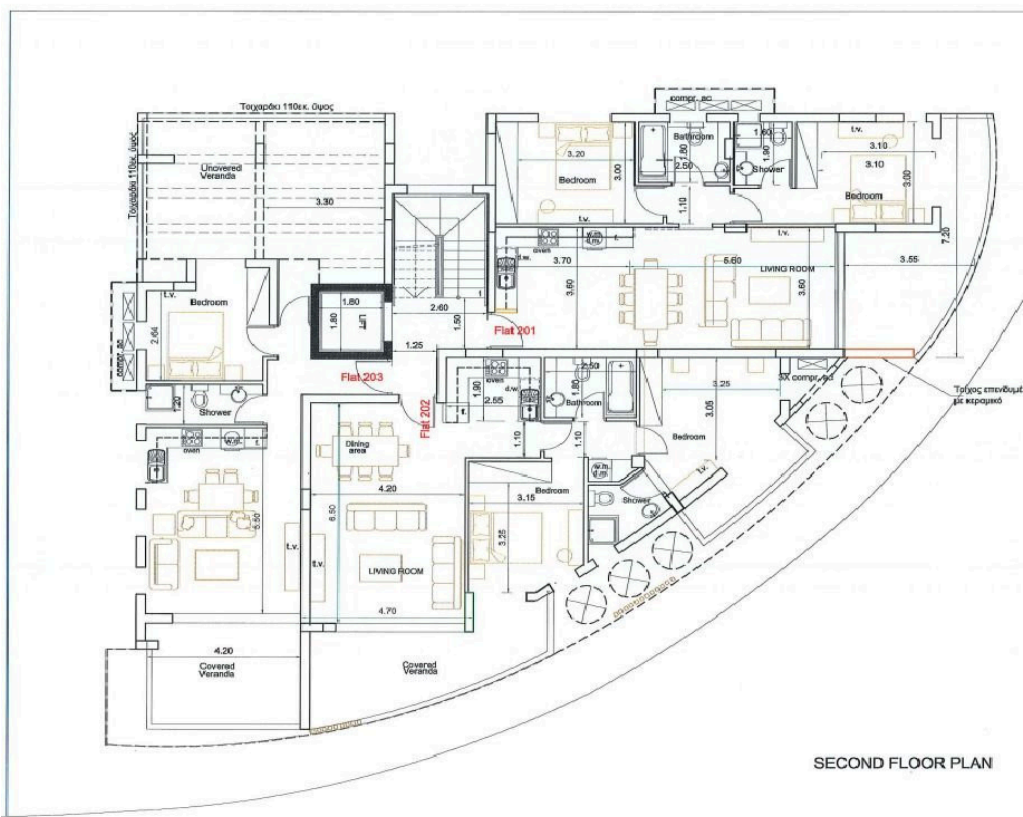 Τοιχαράκι 110εκ. ύψος
Τοιχαράκι 110εκ. ύψος
Unovered
Veranda
3.30
compr. ac
Bathroom
1.80
2.50
1.60
1.90
Shower
t.v.
3.10
3.10
3.00
Bedroom
3.20
3.00
Bedroom
t.v.
1.10
7.20
oven
w.m
d.m.
f.
t.v.
d.w.
3.70
5.60
LIVING ROOM
3.60
3.60
3.55
t.v.
Bedroom
2.64
compr. ac
1.80
1.80
LIFT
2.60
1.50
1.25
Flat 201
Flat 203
Flat 202
1.20
Shower
oven
w.m.
f.
5.50
t.v.
4.20
Covered
Veranda
oven
1.90
d.w.
2.55
f.
2.50
1.80
Bathroom
1.10
1.10
3.25
3.05
Bedroom
t.v.
3X compr. ac
Τοίχος επενδυμέ
με κεραμικό
Dining
area
4.20
6.50
t.v.
LIVING ROOM
4.70
Bedroom
3.15
3.25
w.m
d.m.
Shower
Covered
Veranda
SECOND FLOOR PLAN